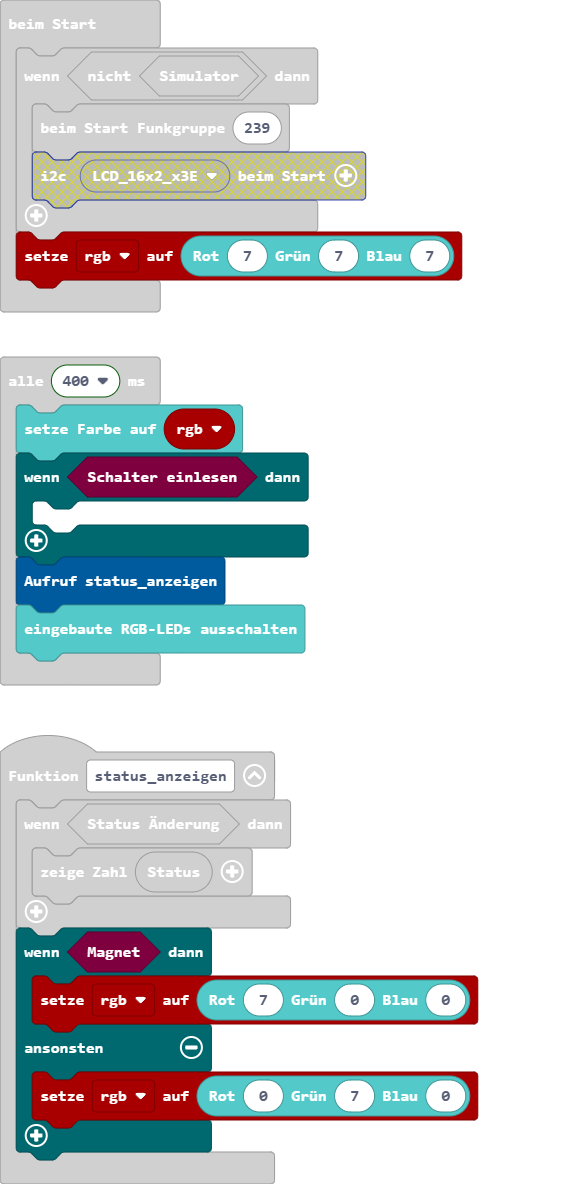 beim Start
wenn nicht Simulator dann
beim Start Funkgruppe 239
i2c LCD_16x2_x3E beim Start
setze rgb auf Rot 7 Grün 7 Blau 7
alle 400 ms
setze Farbe auf rgb
wenn Schalter einlesen dann
Aufruf status_anzeigen
eingebaute RGB-LEDs ausschalten
Funktion status_anzeigen
wenn Status Änderung dann
zeige Zahl Status
wenn Magnet dann
setze rgb auf Rot 7 Grün 0 Blau 0
ansonsten
setze rgb auf Rot 0 Grün 7 Blau 0